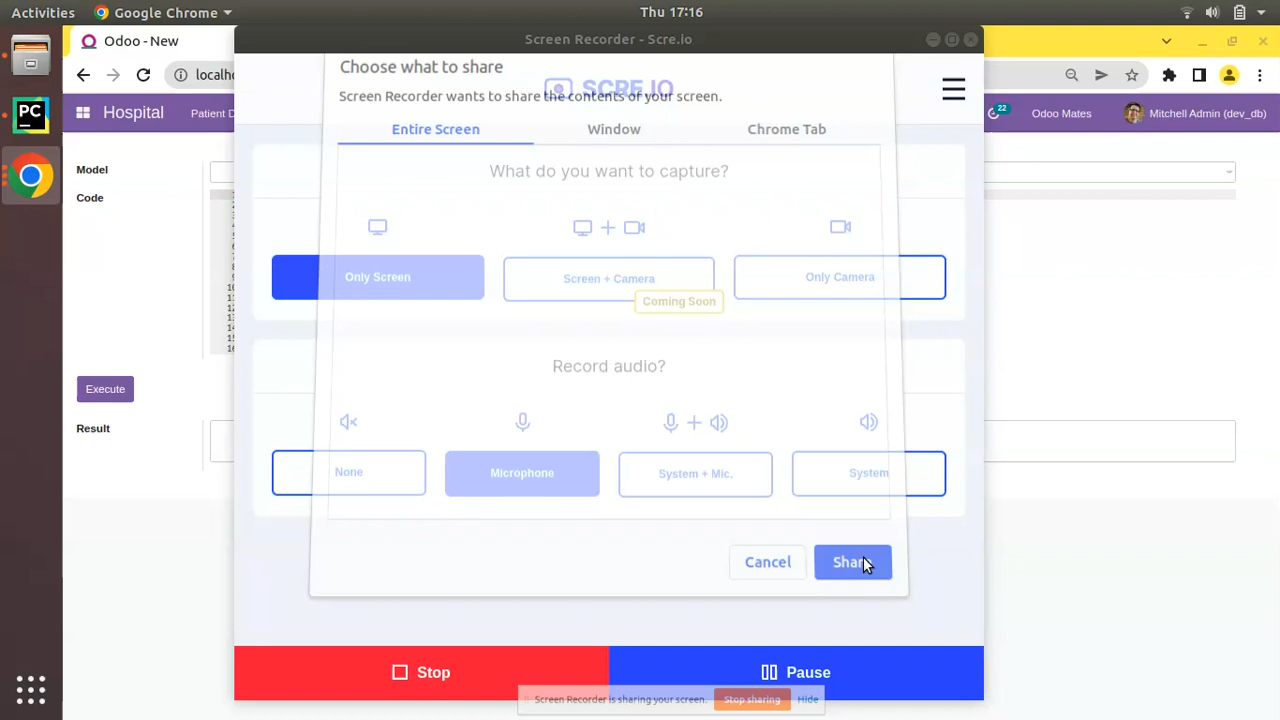 Activities
Google Chrome
Thu 17:16
Odoo - New
Screen Recorder - Scre.io
localh
Choose what to share
SCRE.IO
Screen Recorder wants to share the contents of your screen.
Hospital
Patient D
22
Odoo Mates
Mitchell Admin (dev_db)
Entire Screen
Window
Chrome Tab
Model
What do you want to capture?
Code
Only Screen
Screen + Camera
Only Camera
Coming Soon
Record audio?
Execute
Result
None
Microphone
System + Mic.
System
Cancel
Share
Stop
Pause
Screen Recorder is sharing your screen.
Stop sharing
Hide
PC